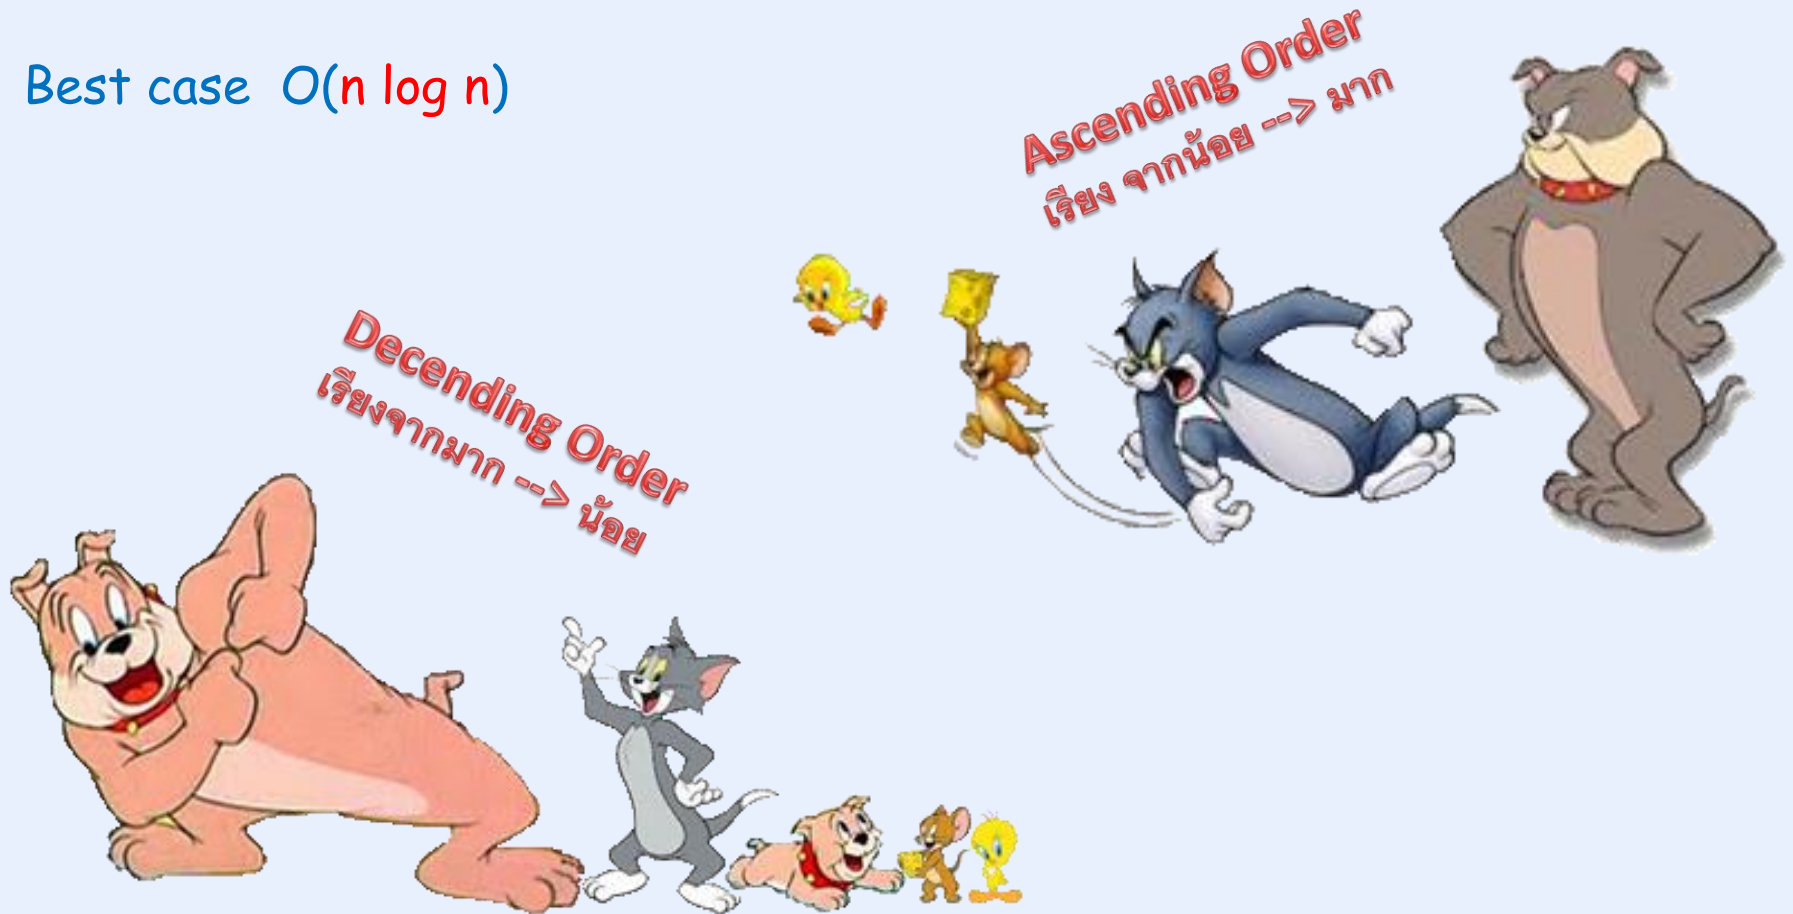 Best case O(n log n)
Ascending Order
เรียง จากน้อย --> มาก
Decending Order
เรียงจากมาก --> น้อย